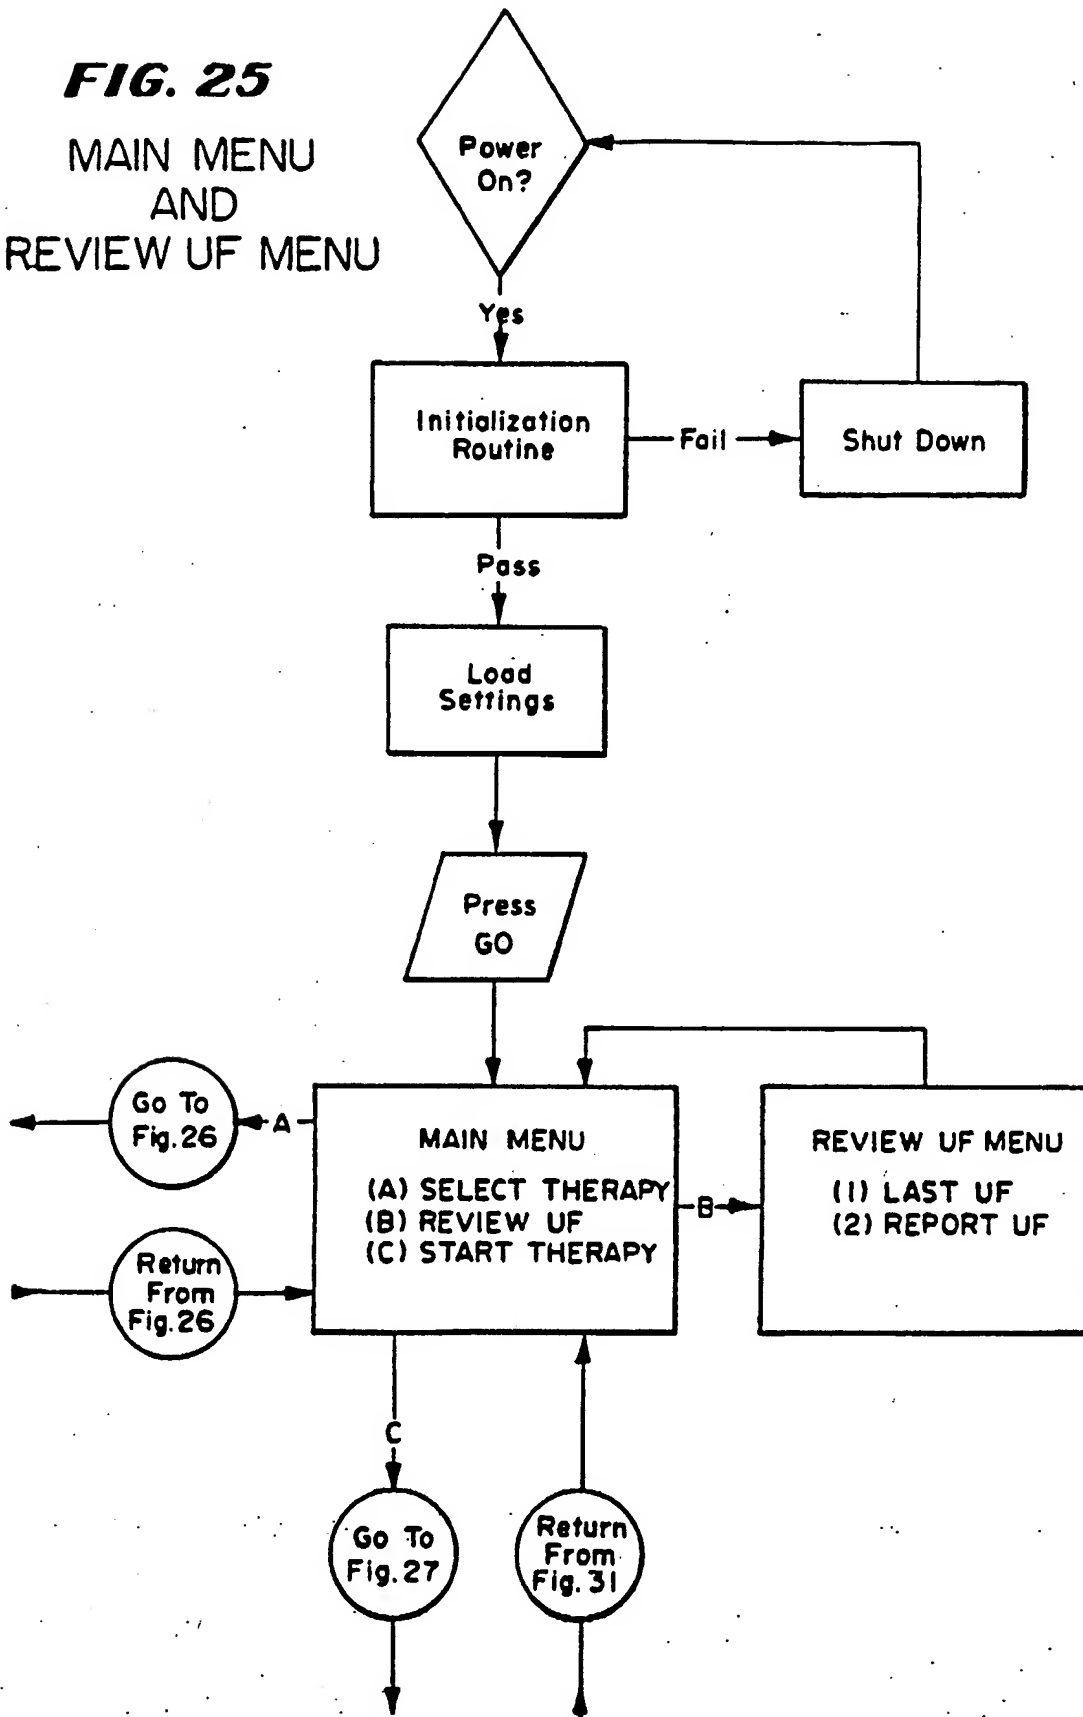 FIG. 25
MAIN MENU
AND
REVIEW UF MENU
Power
On?
Yes
Initialization
Routine
Fail
Shut Down
Pass
Load
Settings
Press
GO
Go To
Fig.26
A
MAIN MENU
(A) SELECT THERAPY
(B) REVIEW UF
(C) START THERAPY
B
REVIEW UF MENU
(1) LAST UF
(2) REPORT UF
Return
From
Fig.26
C
Go To
Fig.27
Return
From
Fig.31